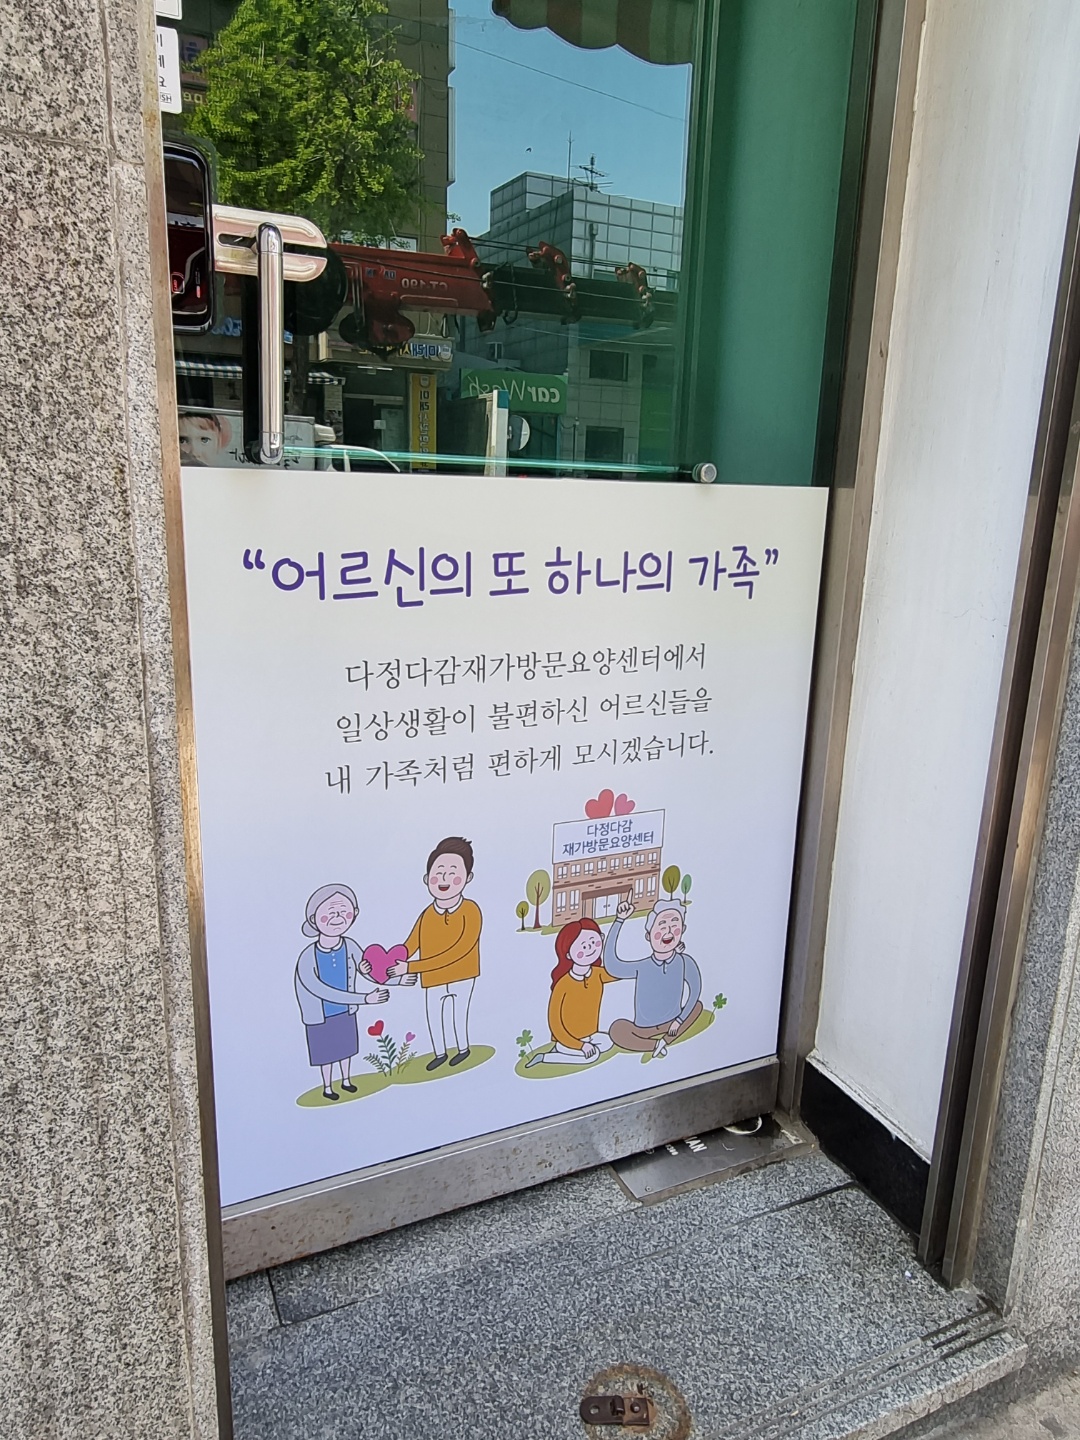 “어르신의 또 하나의 가족”
다정다감재가방문요양센터에서
일상생활이 불편하신 어르신들을
내 가족처럼 편하게 모시겠습니다.
다정다감
재가방문요양센터
CT-190
carWash